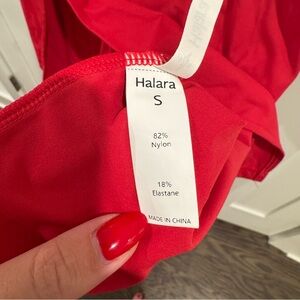 Halara
S
82%
Nylon
18%
Elastane
MADE IN CHINA